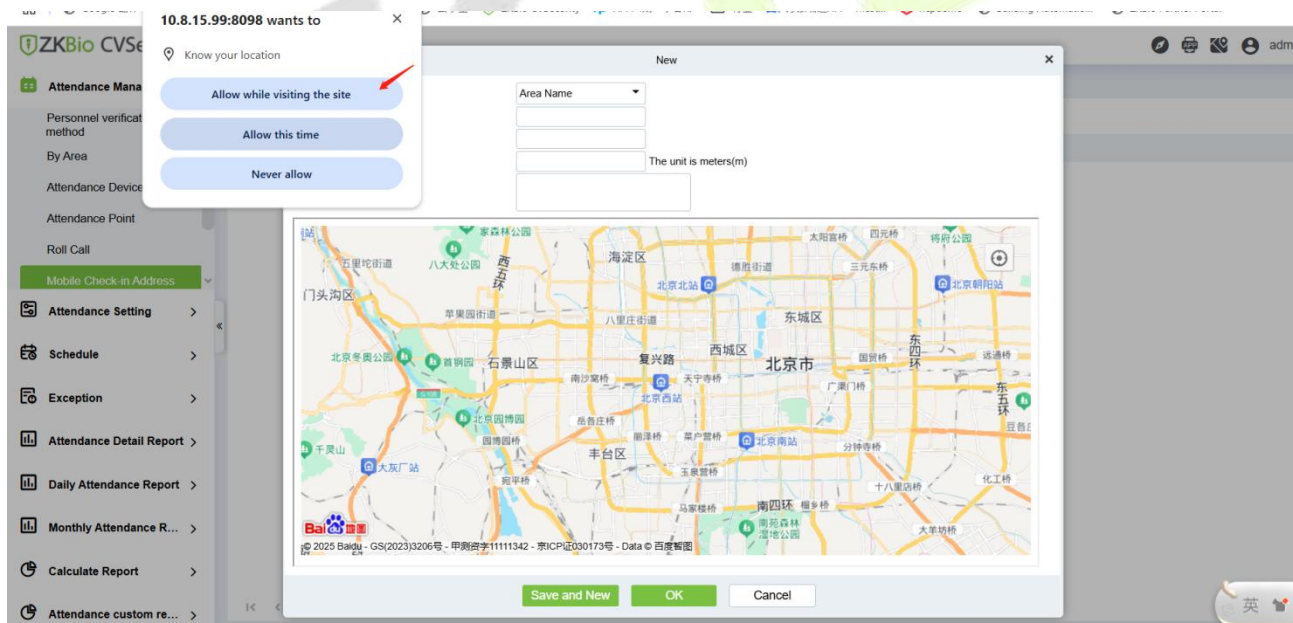 10.8.15.99:8098 wants to
Know your location
Allow while visiting the site
Allow this time
Never allow
ZKBio CVSe
adm
Attendance Mana
Personnel verificat
method
By Area
Attendance Device
Attendance Point
Roll Call
Mobile Check-in Address
Attendance Setting
Schedule
Exception
Attendance Detail Report
Daily Attendance Report
Monthly Attendance R...
Calculate Report
Attendance custom re...
New
Area Name
The unit is meters(m)
家森林公园
太阳宫桥
四元桥
将府公园
五里坨街道
八大处公园
西五环
海淀区
德胜街道
三元东桥
北京北站
北京朝阳站
门头沟区
苹果园街道
八里庄街道
东城区
北京冬奥公园
首钢园
石景山区
复兴路
西城区
北京市
国贸桥
东四环
远通桥
南沙窝桥
天宁寺桥
北京西站
广渠门桥
东五环
北京园博园
岳各庄桥
园博园桥
丽泽桥
菜户营桥
北京南站
分钟寺桥
豆各
千灵山
大灰厂站
丰台区
宛平桥
玉泉营桥
十八里店桥
化工桥
马家楼桥
南四环
榴乡桥
南苑森林
湿地公园
大羊坊桥
Bai 地图
© 2025 Baidu - GS(2023)3206号 - 甲测资字11111342 - 京ICP证030173号 - Data © 百度智图
Save and New
OK
Cancel
英